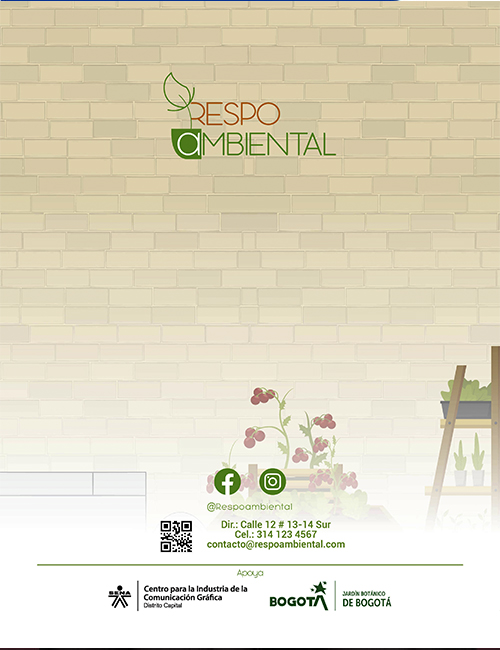 RESPO
aMBIENTAL
@Respoambiental
Dir.: Calle 12 # 13-14 Sur
Cel.: 314 123 4567
contacto@respoambiental.com
Apoya
SENA
Centro para la Industria de la
Comunicación Gráfica
Distrito Capital
BOGOTÁ
JARDÍN BOTÁNICO
DE BOGOTÁ